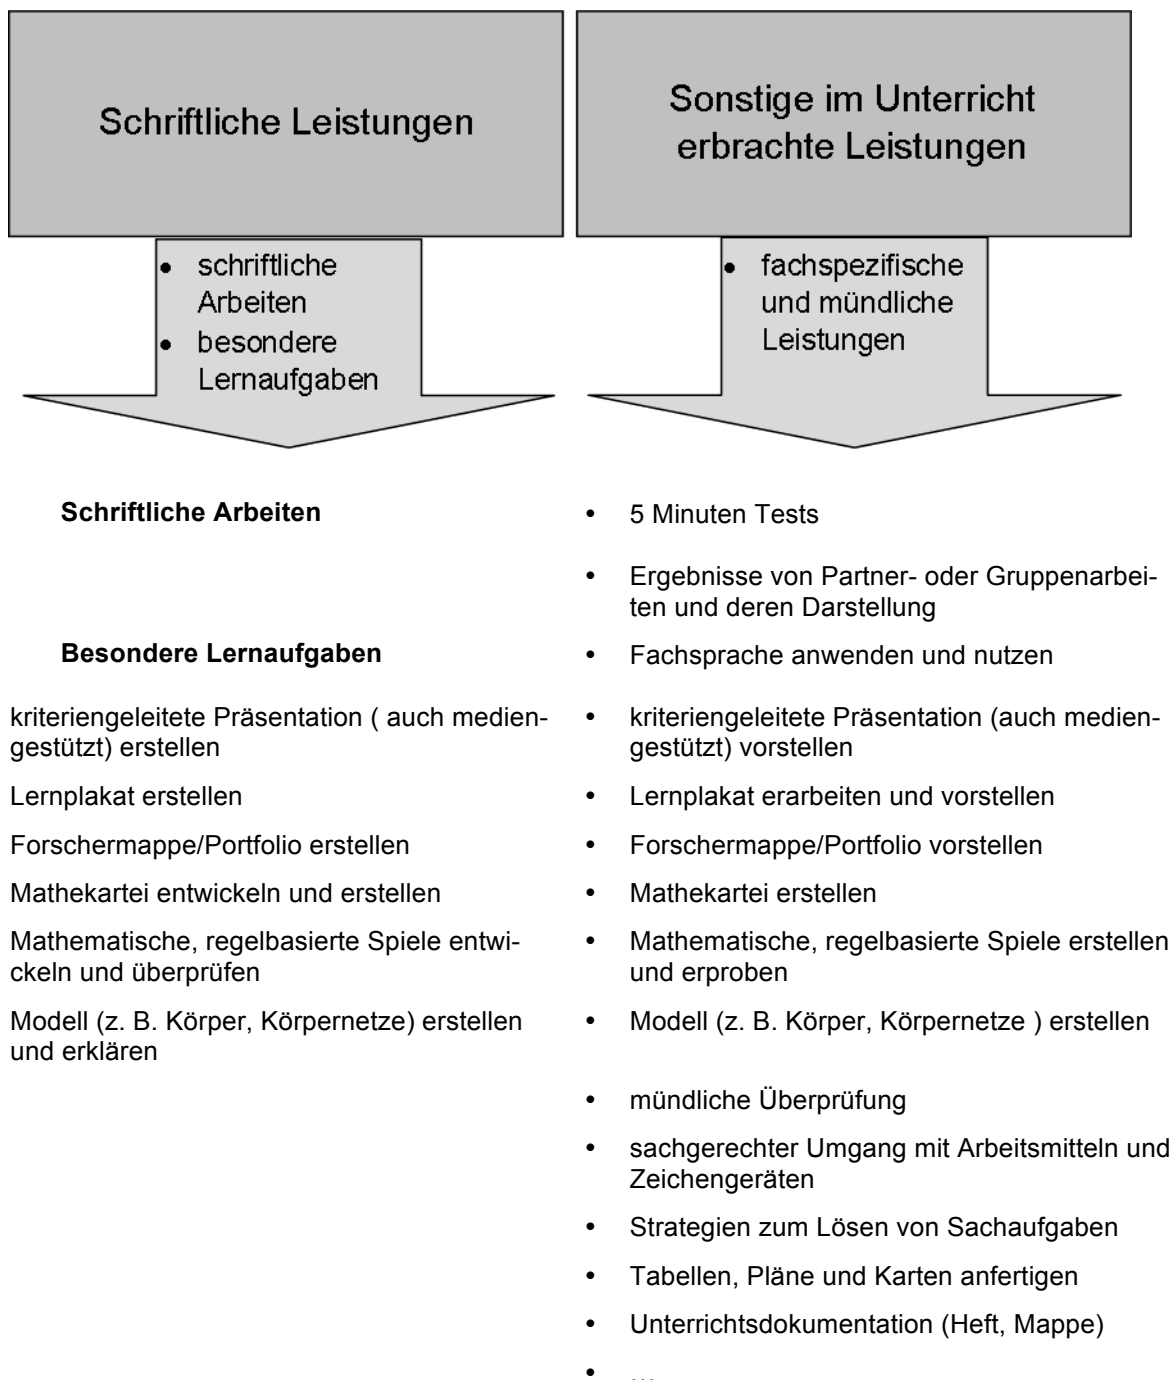 Schriftliche Leistungen
Sonstige im Unterricht
erbrachte Leistungen
• schriftliche
Arbeiten
• besondere
Lernaufgaben
• fachspezifische
und mündliche
Leistungen
Schriftliche Arbeiten
Besondere Lernaufgaben
kriteriengeleitete Präsentation ( auch medien-
gestützt) erstellen
Lernplakat erstellen
Forschermappe/Portfolio erstellen
Mathekartei entwickeln und erstellen
Mathematische, regelbasierte Spiele entwi-
ckeln und überprüfen
Modell (z. B. Körper, Körpernetze) erstellen
und erklären
• 5 Minuten Tests
• Ergebnisse von Partner- oder Gruppenarbei-
ten und deren Darstellung
• Fachsprache anwenden und nutzen
• kriteriengeleitete Präsentation (auch medien-
gestützt) vorstellen
• Lernplakat erarbeiten und vorstellen
• Forschermappe/Portfolio vorstellen
• Mathekartei erstellen
• Mathematische, regelbasierte Spiele erstellen
und erproben
• Modell (z. B. Körper, Körpernetze ) erstellen
• mündliche Überprüfung
• sachgerechter Umgang mit Arbeitsmitteln und
Zeichengeräten
• Strategien zum Lösen von Sachaufgaben
• Tabellen, Pläne und Karten anfertigen
• Unterrichtsdokumentation (Heft, Mappe)
• ...